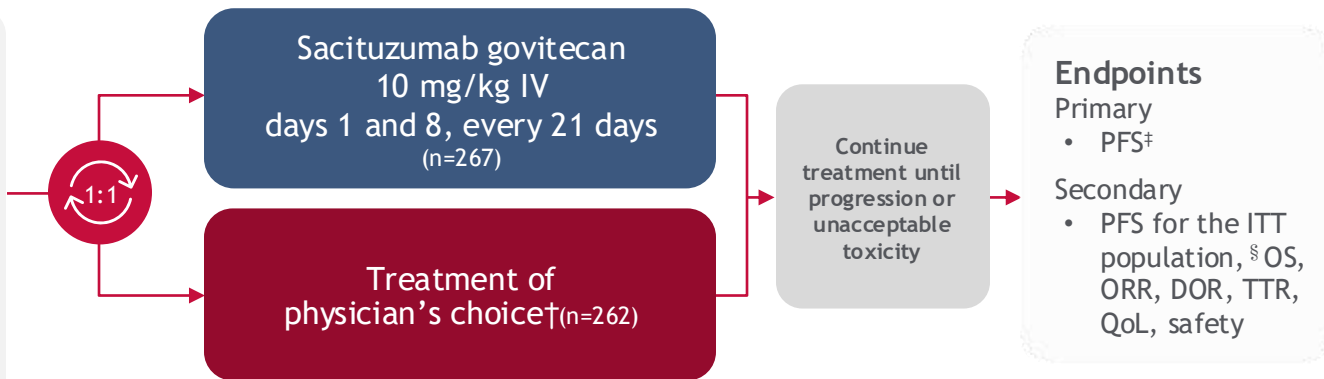 1:1
Sacituzumab govitecan
10 mg/kg IV
days 1 and 8, every 21 days
(n=267)
Treatment of
physician’s choice†(n=262)
Continue
treatment until
progression or
unacceptable
toxicity
Endpoints
Primary
• PFS‡
Secondary
• PFS for the ITT
population, § OS,
ORR, DOR, TTR,
QoL, safety